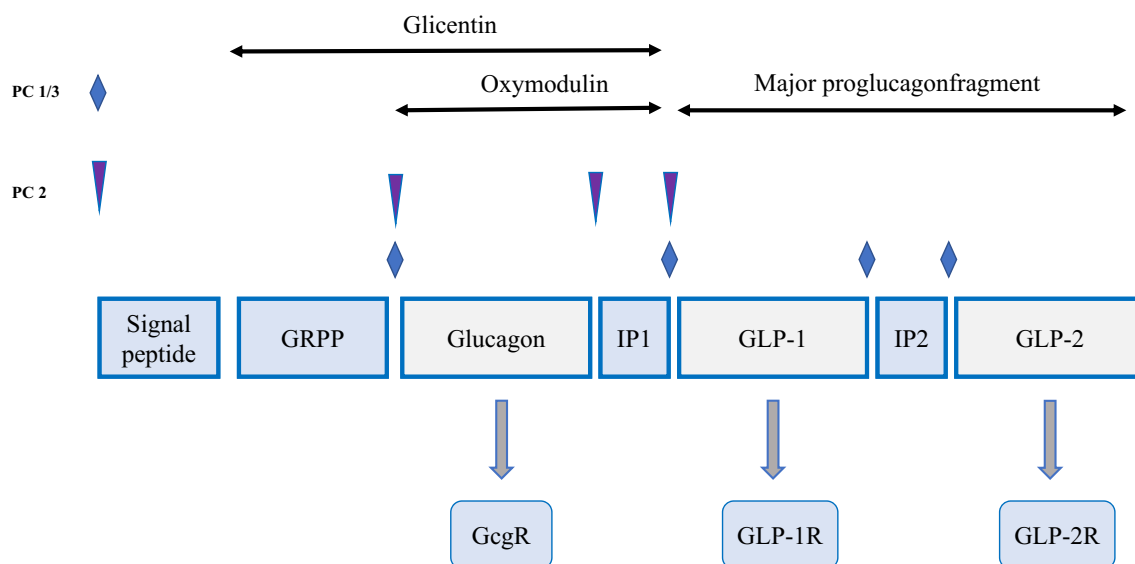 Glicentin
PC 1/3
Oxymodulin
Major proglucagonfragment
PC 2
Signal
peptide
GRPP
Glucagon
IP1
GLP-1
IP2
GLP-2
GcgR
GLP-1R
GLP-2R